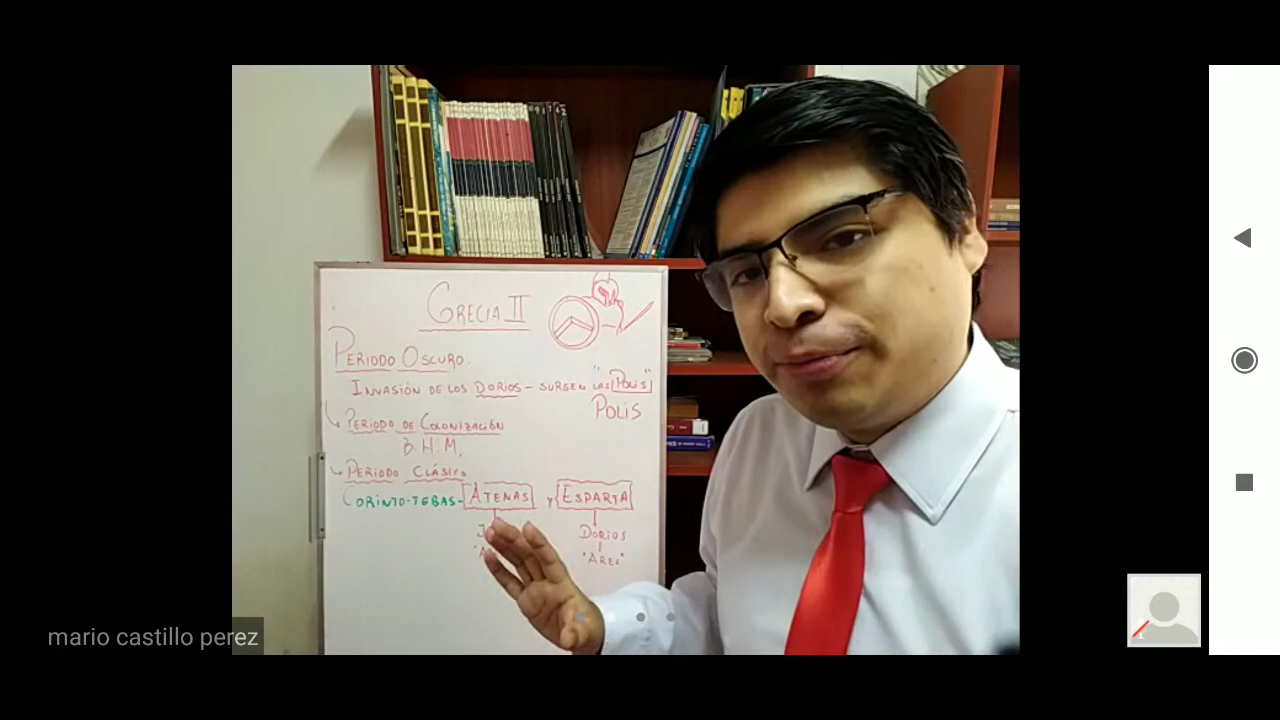 GRECIA II
PERIODO OSCURO.
INVASIÓN DE LOS DORIOS - SURGEN LAS "POLIS"
POLIS
PERIODO DE COLONIZACIÓN
B.H.M.
PERIODO CLÁSICO
CORINTO-TEBAS- ATENAS Y ESPARTA
DORIOS
mario castillo perez